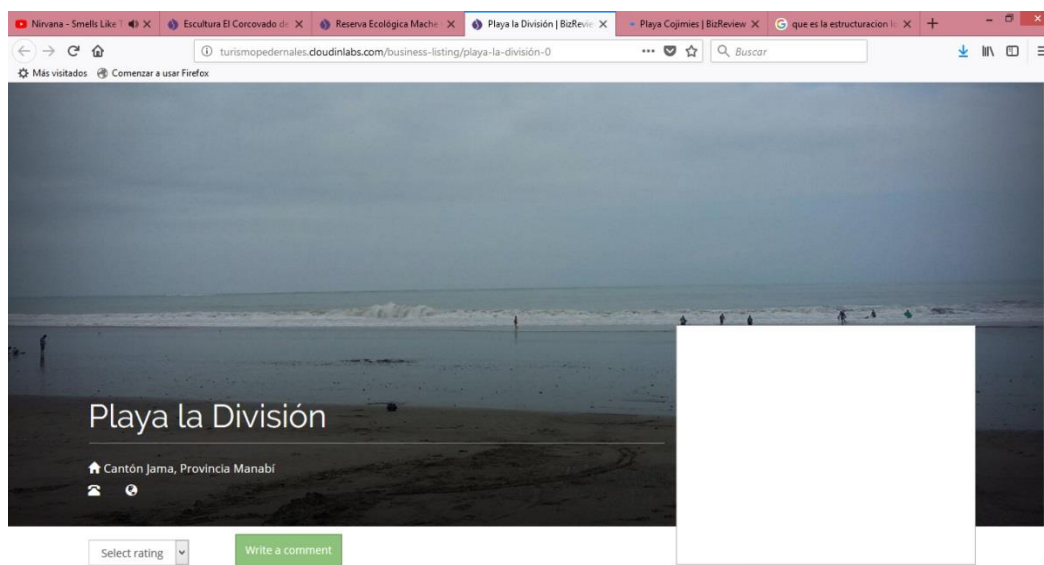 Nirvana - Smells Like T
Escultura El Corcovado de
Reserva Ecológica Mache
Playa la División | BizRevie
Playa Cojimies | BizReview
que es la estructuracion lo
turismopedernales.cloudinlabs.com/business-listing/playa-la-división-0
Buscar
Más visitados
Comenzar a usar Firefox
Playa la División
Cantón Jama, Provincia Manabí
Select rating
Write a comment